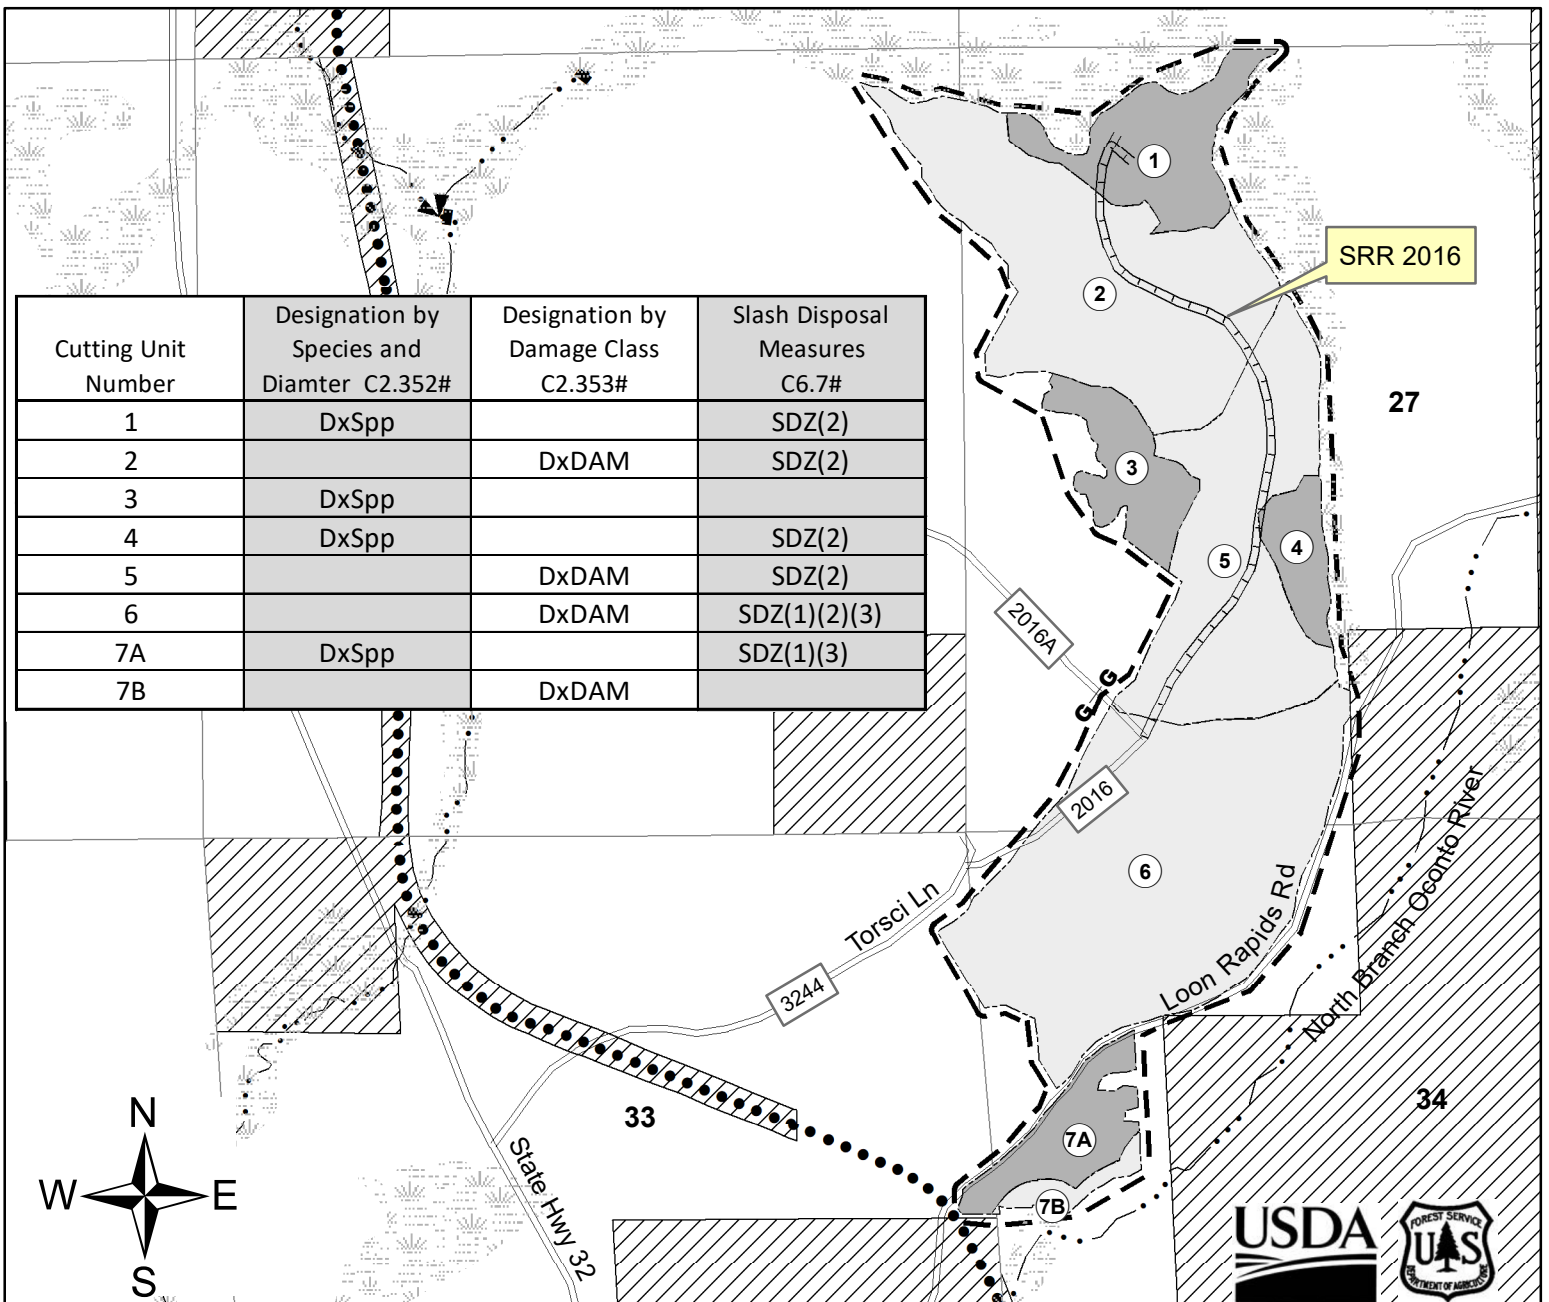 1
SRR 2016
2
27
Cutting Unit Number | Designation by Species and Diamter C2.352# | Designation by Damage Class C2.353# | Slash Disposal Measures C6.7#
1 | DxSpp | | SDZ(2)
2 | | DxDAM | SDZ(2)
3 | DxSpp | |
4 | DxSpp | | SDZ(2)
5 | | DxDAM | SDZ(2)
6 | | DxDAM | SDZ(1)(2)(3)
7A | DxSpp | | SDZ(1)(3)
7B | | DxDAM |
3
4
5
2016A
G
G
2016
6
Torsci Ln
Loon Rapids Rd
North Branch Oconto River
3244
33
34
7A
7B
State Hwy 32
N
W E
S
USDA
FOREST SERVICE
U S
DEPARTMENT OF AGRICULTURE